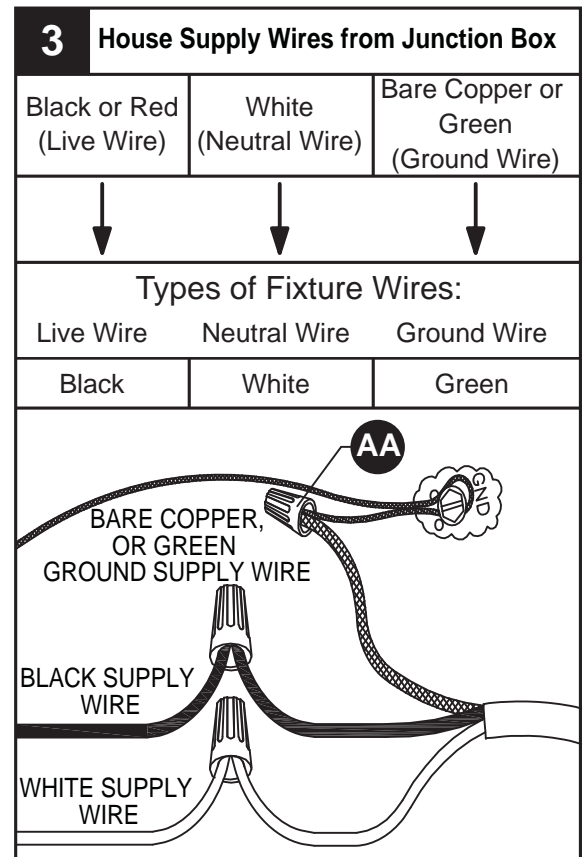 3 House Supply Wires from Junction Box
Black or Red
(Live Wire)
White
(Neutral Wire)
Bare Copper or
Green
(Ground Wire)
Types of Fixture Wires:
Live Wire Neutral Wire Ground Wire
Black White Green
AA
GND
BARE COPPER,
OR GREEN
GROUND SUPPLY WIRE
BLACK SUPPLY
WIRE
WHITE SUPPLY
WIRE